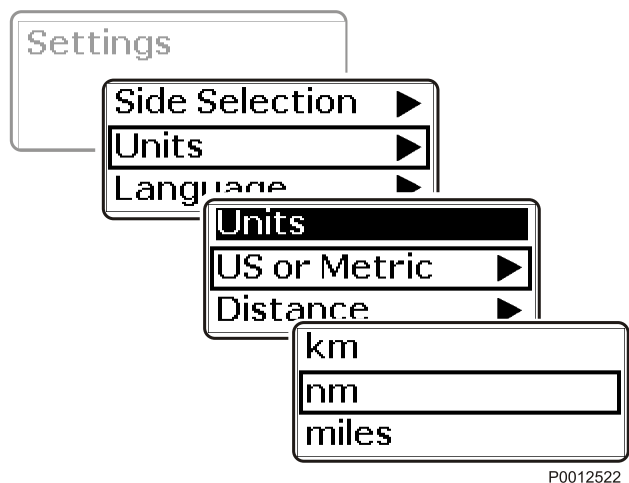 Settings
Side Selection
Units
Language
Units
US or Metric
Distance
km
nm
miles
P0012522